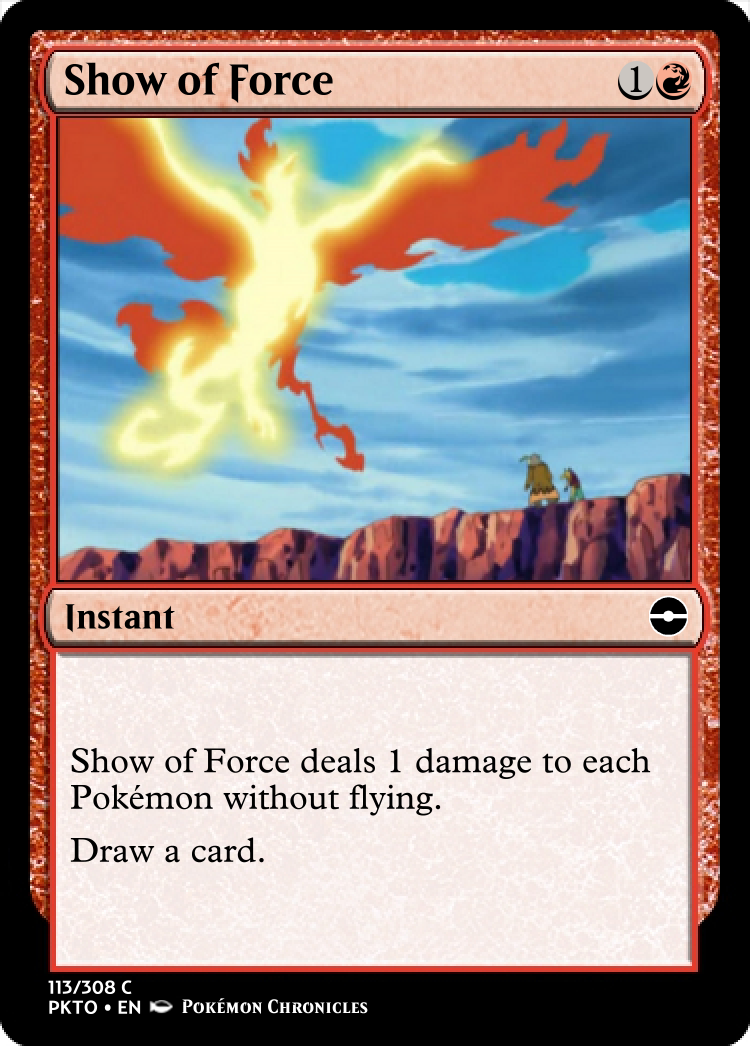 Show of Force 1
Instant
Show of Force deals 1 damage to each
Pokémon without flying.
Draw a card.
113/308 C
PKTO • EN Pokémon Chronicles